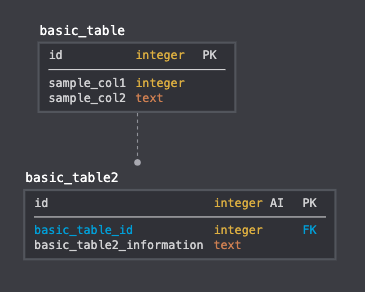 basic_table
id integer PK
sample_col1 integer
sample_col2 text
basic_table2
id integer AI PK
basic_table_id integer FK
basic_table2_information text